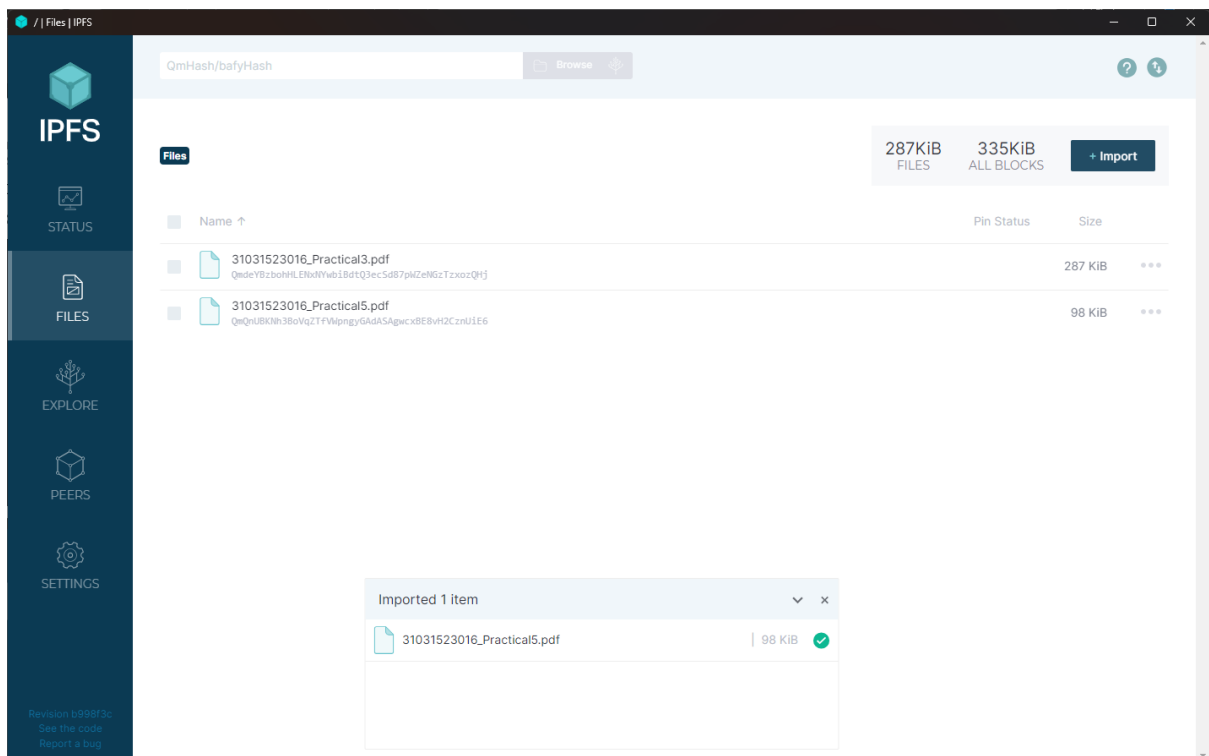 / | Files | IPFS
QmHash/bafyHash
Browse
IPFS
STATUS
FILES
EXPLORE
PEERS
SETTINGS
Revision b998f3c
See the code
Report a bug
Files
287KiB
FILES
335KiB
ALL BLOCKS
+ Import
Name ↑ Pin Status Size
31031523016_Practical3.pdf
287 KiB
31031523016_Practical5.pdf
98 KiB
Imported 1 item
31031523016_Practical5.pdf | 98 KiB